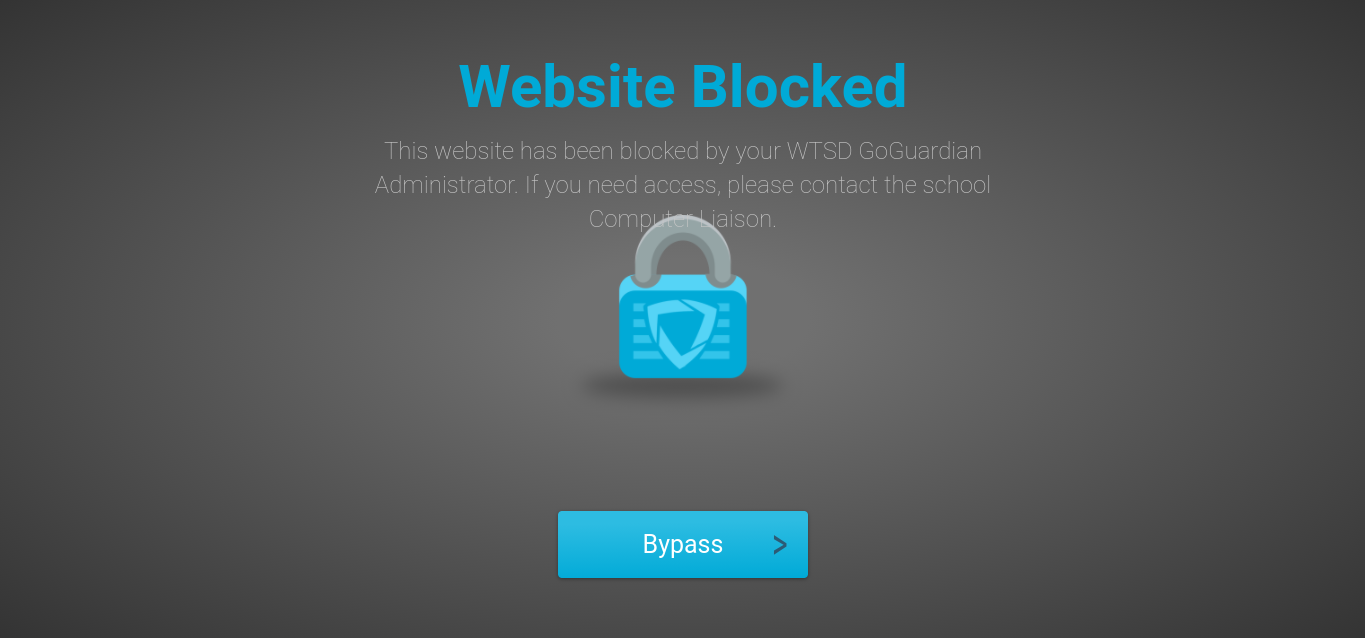 Website Blocked
This website has been blocked by your WTSD GoGuardian
Administrator. If you need access, please contact the school
Computer Liaison.
Bypass >